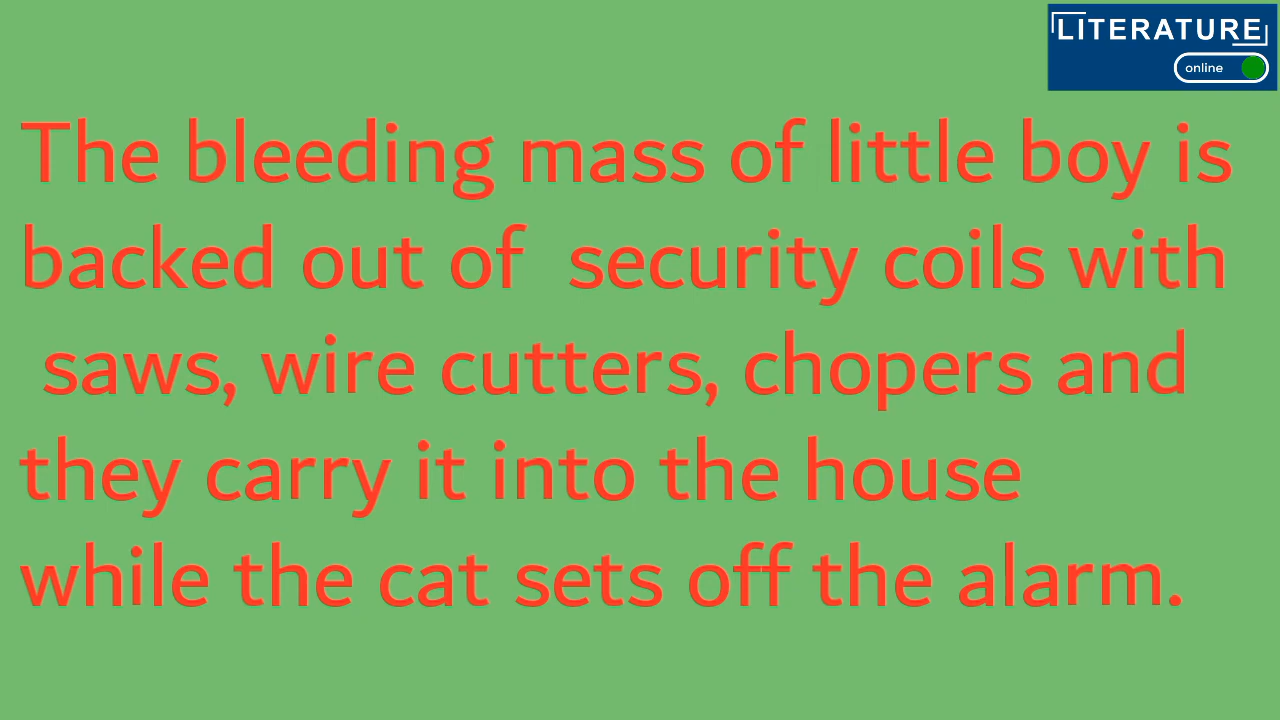 LITERATURE
online
The bleeding mass of little boy is
backed out of security coils with
saws, wire cutters, chopers and
they carry it into the house
while the cat sets off the alarm.